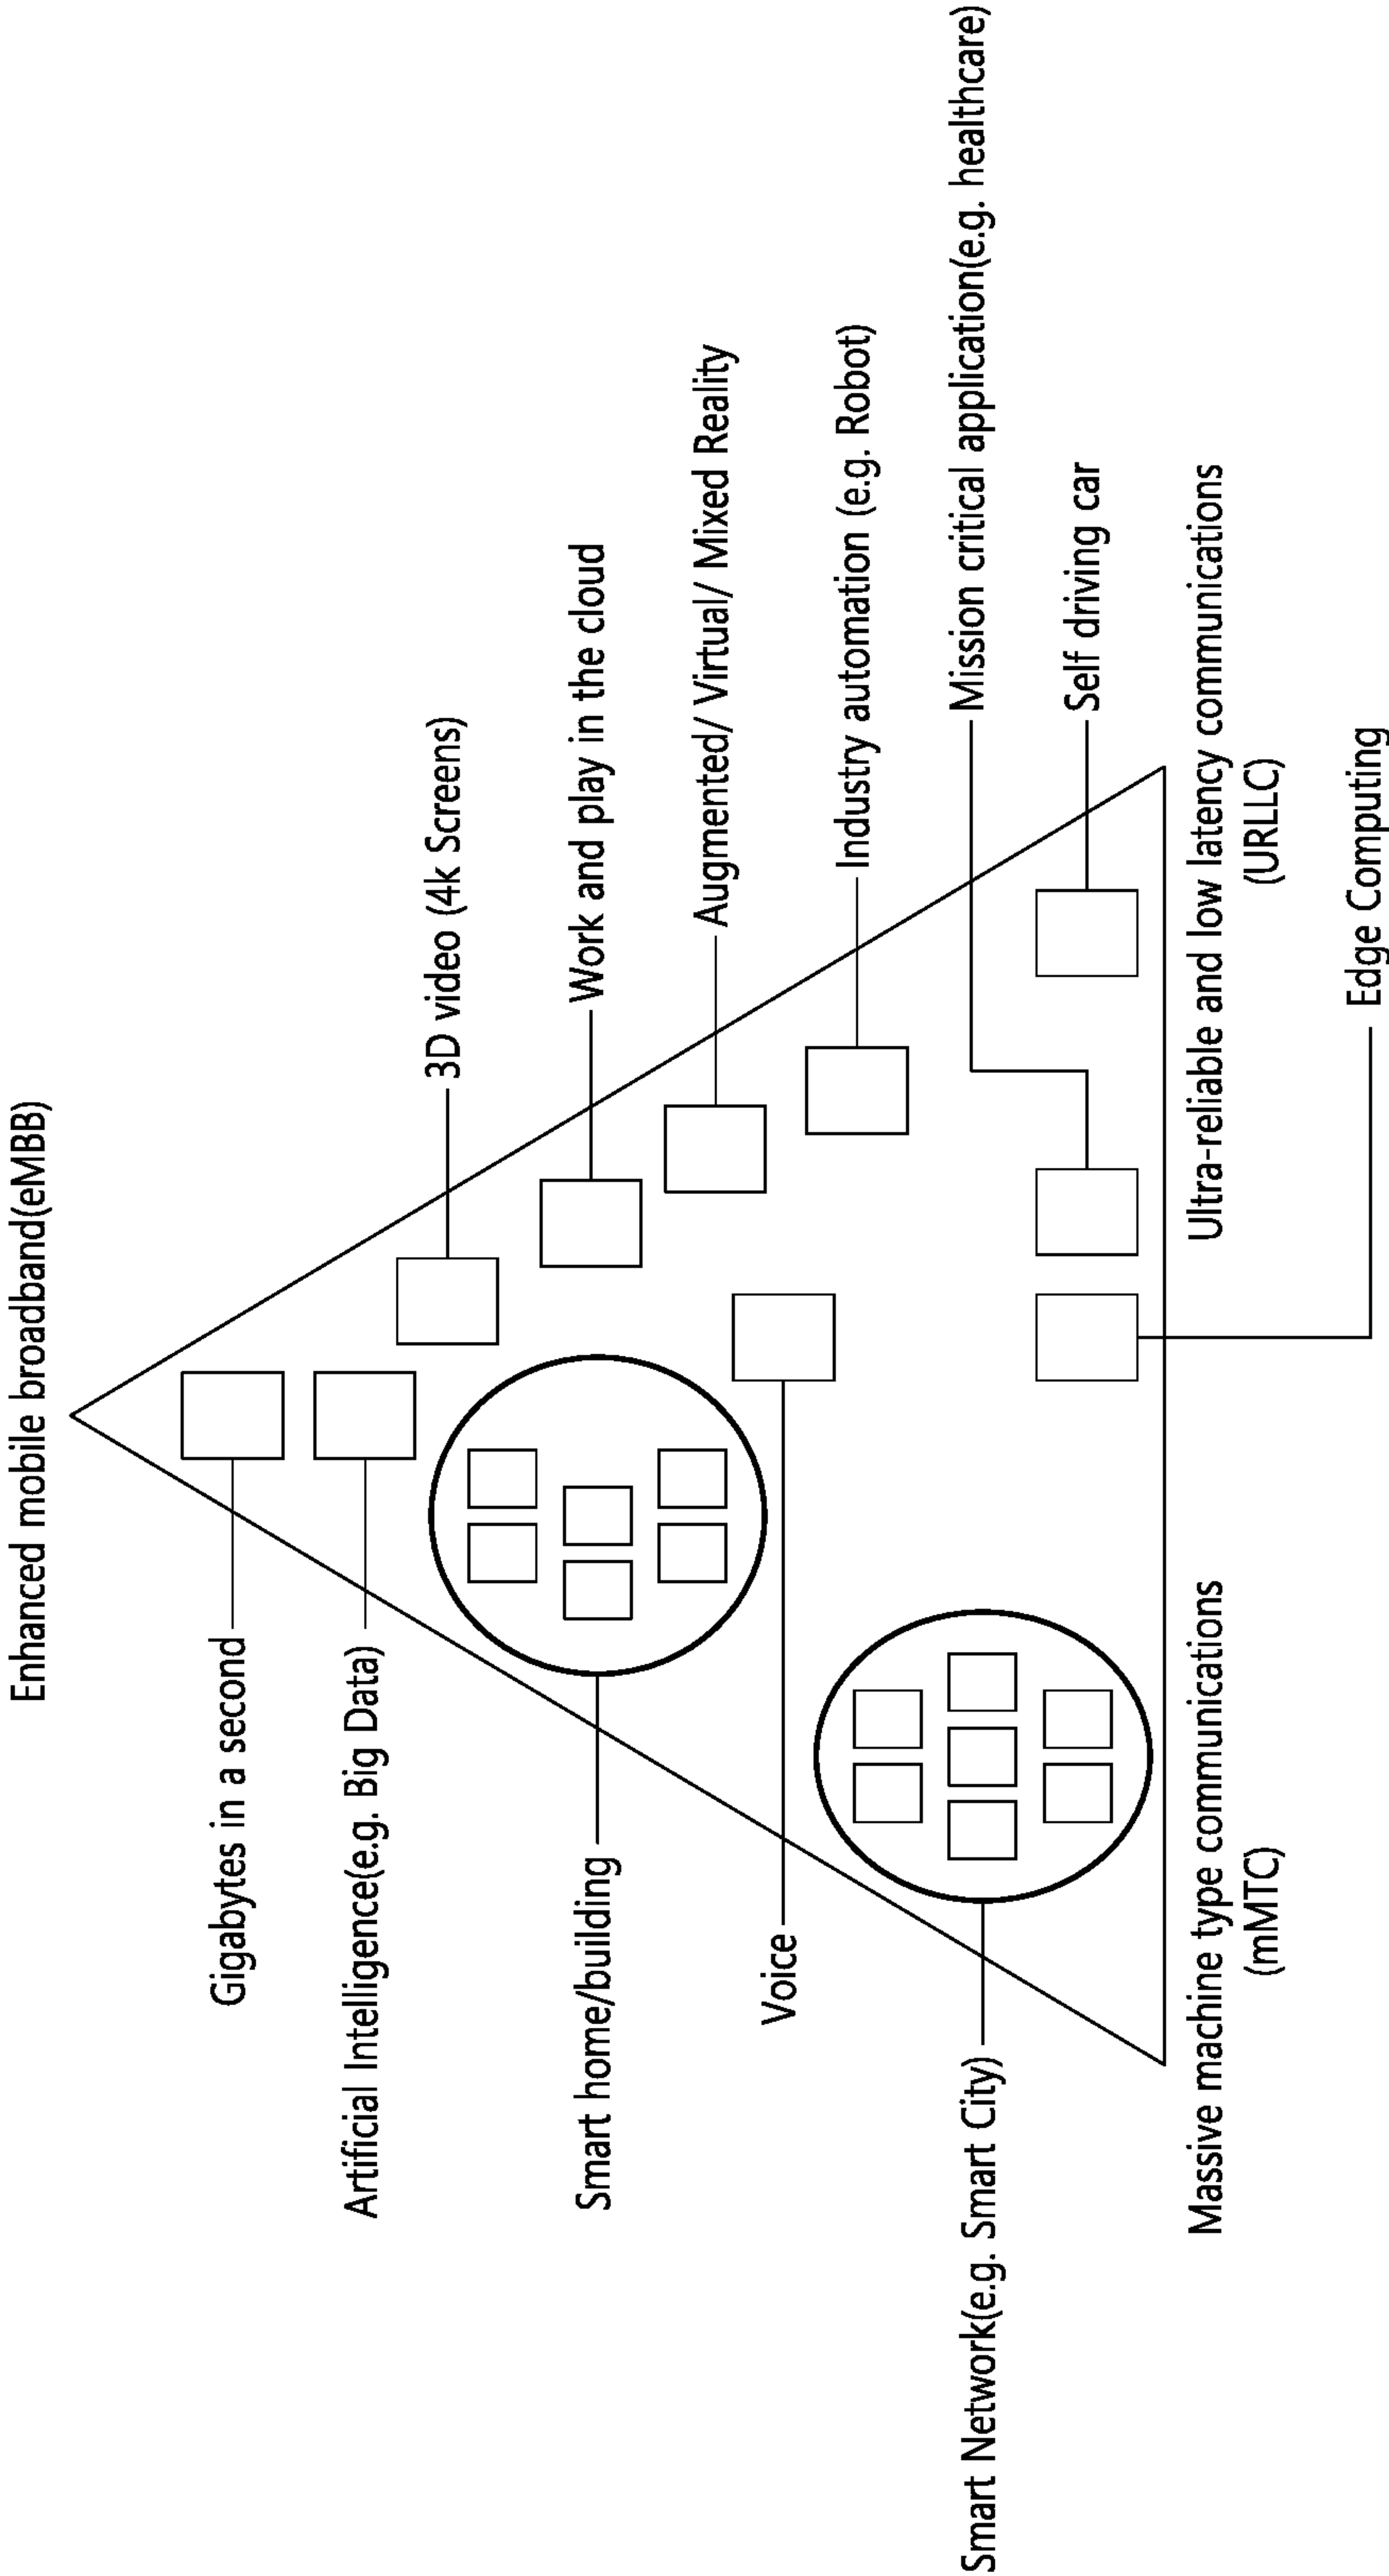 Enhanced mobile broadband(eMBB)
Gigabytes in a second
Artificial Intelligence(e.g. Big Data)
3D video (4k Screens)
Smart home/building
Work and play in the cloud
Augmented/ Virtual/ Mixed Reality
Voice
Industry automation (e.g. Robot)
Smart Network(e.g. Smart City)
Mission critical application(e.g. healthcare)
Self driving car
Massive machine type communications
(mMTC)
Ultra-reliable and low latency communications
(URLLC)
Edge Computing